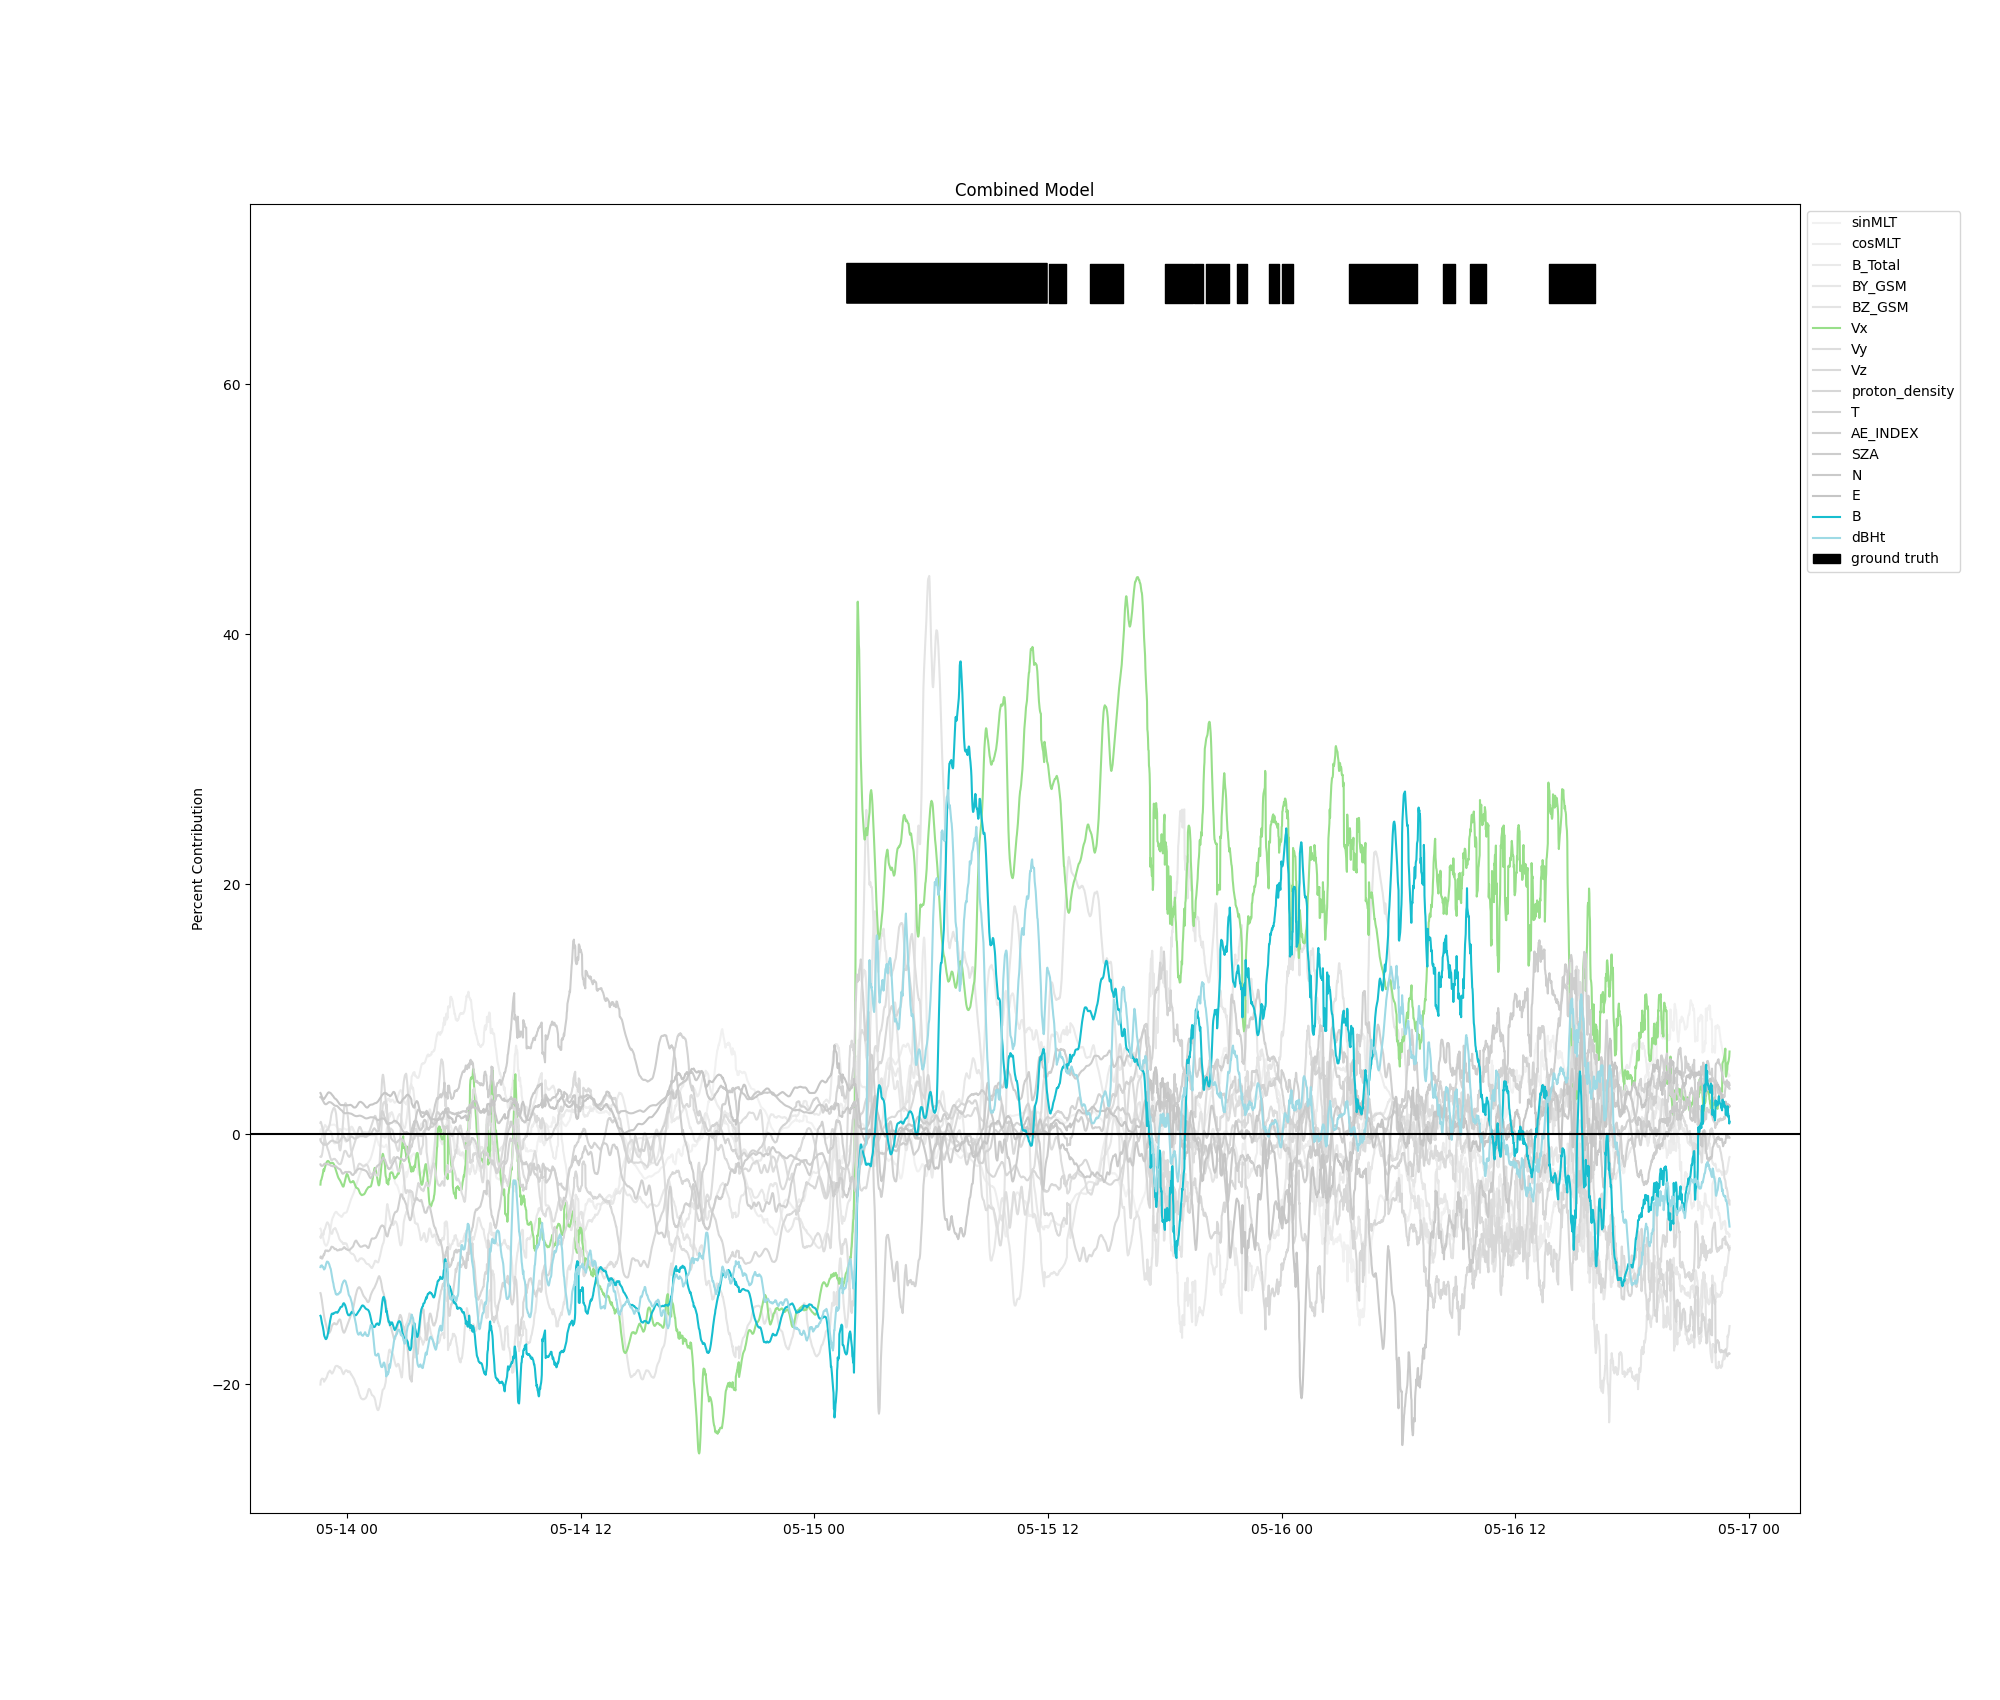 Combined Model
sinMLT
cosMLT
B_Total
BY_GSM
BZ_GSM
Vx
Vy
Vz
proton_density
T
AE_INDEX
SZA
N
E
B
dBHt
ground truth
Percent Contribution
60
40
20
0
−20
05-14 00
05-14 12
05-15 00
05-15 12
05-16 00
05-16 12
05-17 00